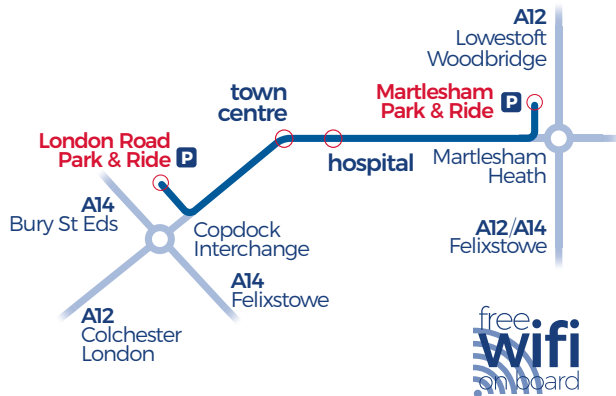 A12
Lowestoft
Woodbridge
Martlesham
Park & Ride P
town
centre
London Road
Park & Ride P
hospital
Martlesham
Heath
A14
Bury St Eds
Copdock
Interchange
A12/A14
Felixstowe
A14
Felixstowe
A12
Colchester
London
free
wifi
on board